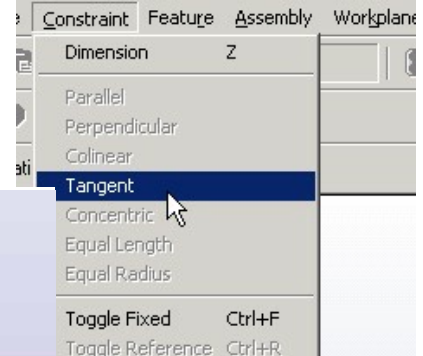 Constraint Feature Assembly Workplane
Dimension Z
Parallel
Perpendicular
Colinear
ati
Tangent
Concentric
Equal Length
Equal Radius
Toggle Fixed Ctrl+F
Toggle Reference Ctrl+R